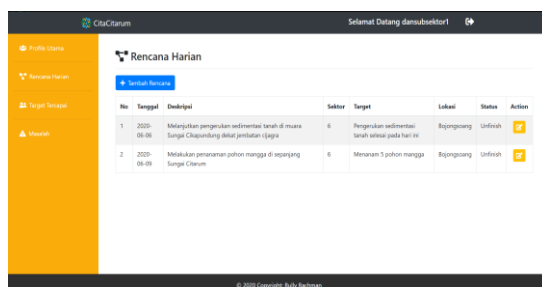 CitaCitarum
Selamat Datang dansubsektor1
Profile Utama
Rencana Harian
Target Tercapai
Masalah
Rencana Harian
+ Tambah Rencana
No Tanggal Deskripsi Sektor Target Lokasi Status Action
1 2020-06-06 Melanjutkan pengerukan sedimentasi tanah di muara 6 Pengerukan sedimentasi Bojongsoang Unfinish
Sungai Cikapundung dekat jembatan cijagra tanah selesai pada hari ini
2 2020-06-09 Melakukan penanaman pohon mangga di sepanjang 6 Menanam 5 pohon mangga Bojongsoang Unfinish
Sungai Citarum
© 2020 Copyright: Rully Rachman